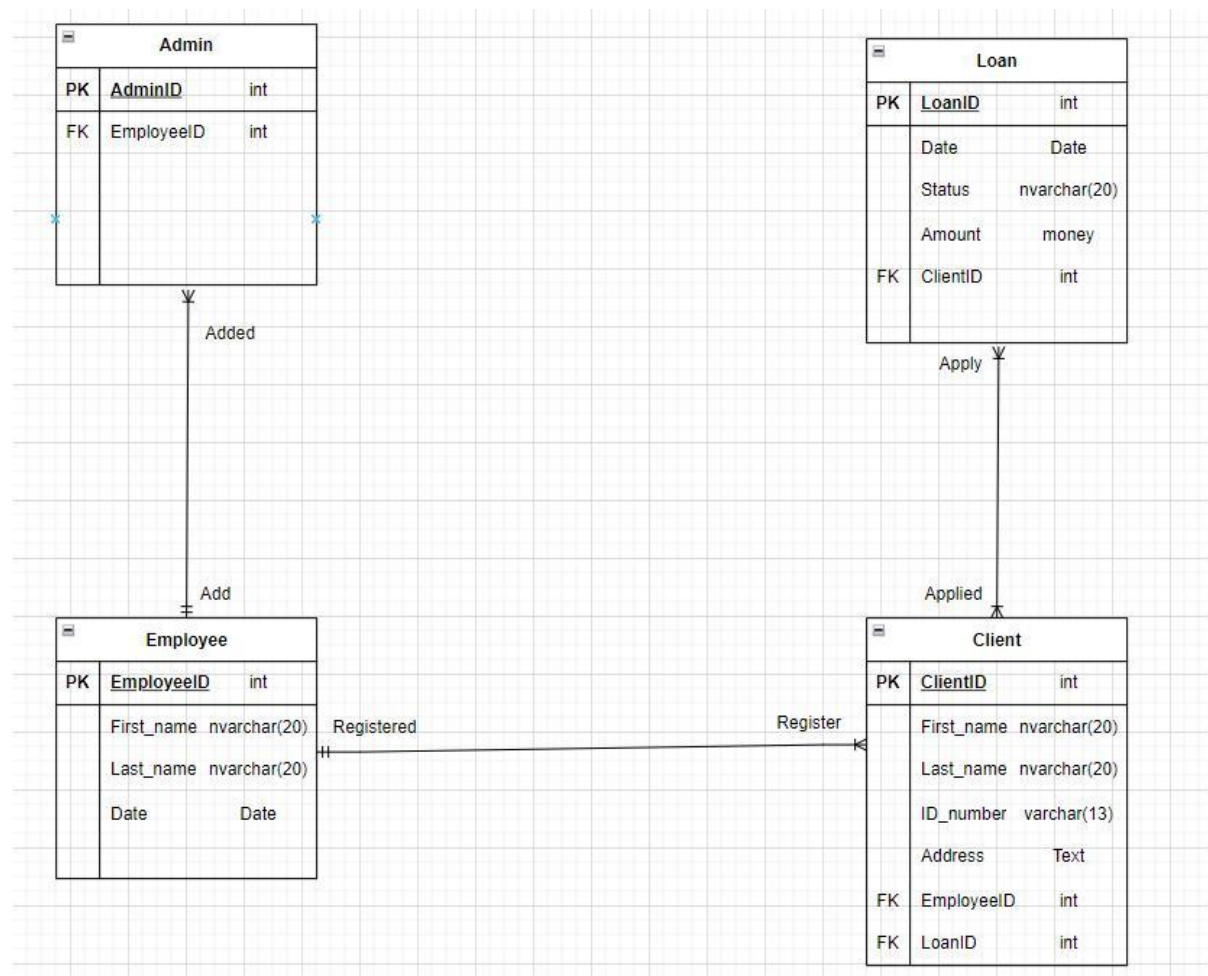 Admin
PK AdminID int
FK EmployeeID int
Added
Add
Loan
PK LoanID int
Date Date
Status nvarchar(20)
Amount money
FK ClientID int
Apply
Applied
Employee
PK EmployeeID int
First_name nvarchar(20)
Last_name nvarchar(20)
Date Date
Registered
Register
Client
PK ClientID int
First_name nvarchar(20)
Last_name nvarchar(20)
ID_number varchar(13)
Address Text
FK EmployeeID int
FK LoanID int